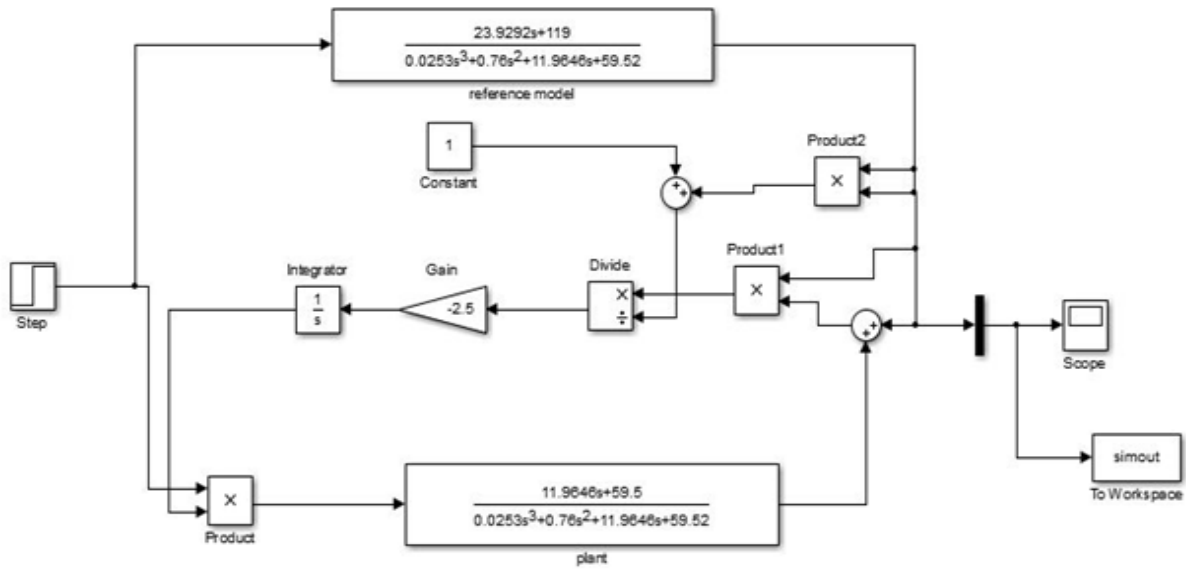 23.9292s+119
0.0253s³+0.76s²+11.9646s+59.52
reference model
1
Constant
++
Product2
×
Step
Integrator
1
s
Gain
-2.5
Divide
×
÷
Product1
×
++
Scope
simout
To Workspace
×
Product
11.9646s+59.5
0.0253s³+0.76s²+11.9646s+59.52
plant